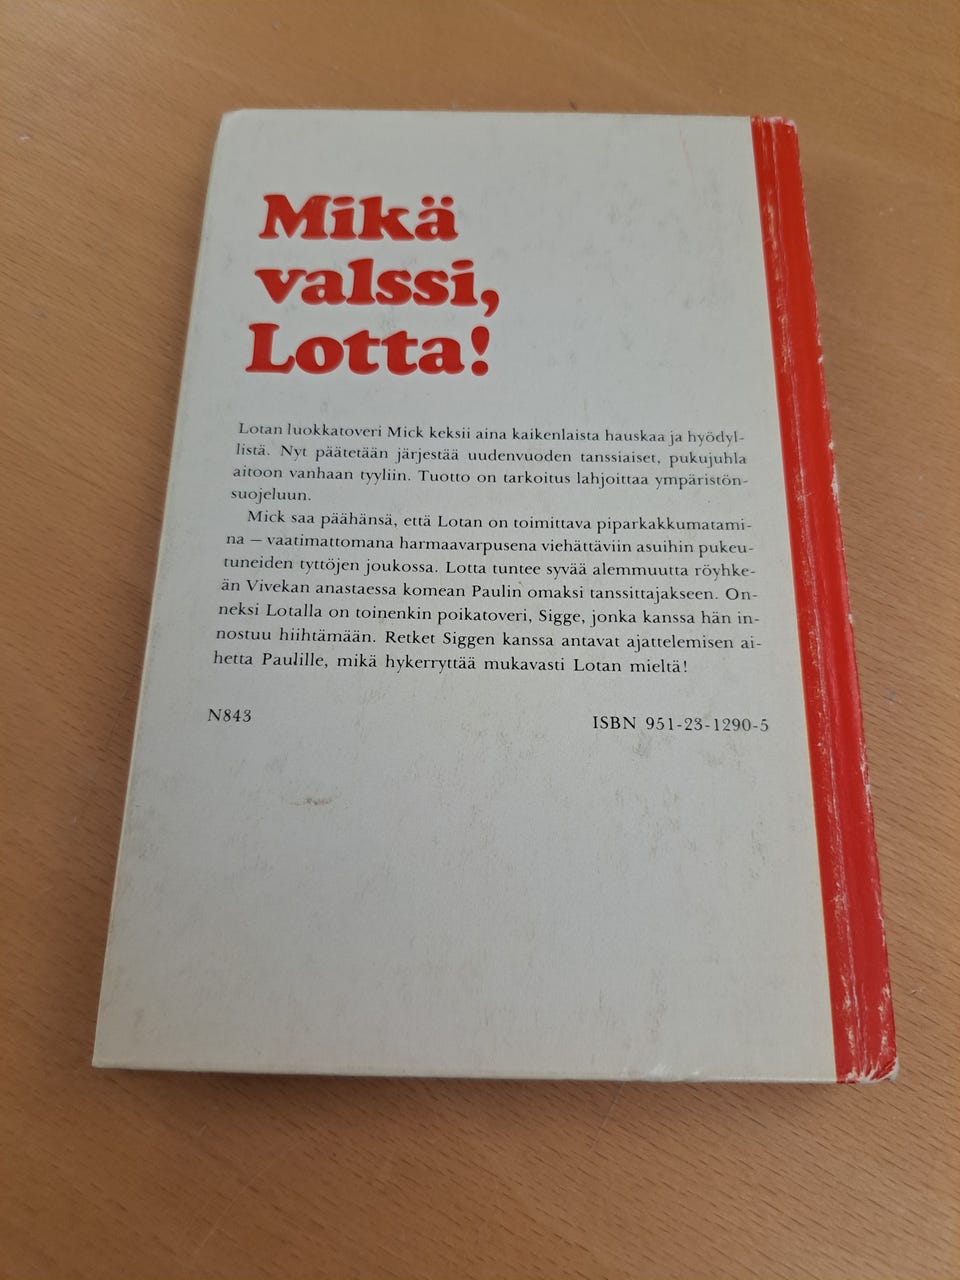 Mikä
valssi,
Lotta!
Lotan luokkatoveri Mick keksii aina kaikenlaista hauskaa ja hyödyl-
listä. Nyt päätetään järjestää uudenvuoden tanssiaiset, pukujuhla
aitoon vanhaan tyyliin. Tuotto on tarkoitus lahjoittaa ympäristön-
suojeluun.
Mick saa päähänsä, että Lotan on toimittava piparkakkumatami-
na – vaatimattomana harmaavarpusena viehättäviin asuihin pukeu-
tuneiden tyttöjen joukossa. Lotta tuntee syvää alemmuutta röyhke-
än Vivekan anastaessa komean Paulin omaksi tanssittajakseen. On-
neksi Lotalla on toinenkin poikatoveri, Sigge, jonka kanssa hän in-
nostuu hiihtämään. Retket Siggen kanssa antavat ajattelemisen ai-
hetta Paulille, mikä hykerryttää mukavasti Lotan mieltä!
N843
ISBN 951-23-1290-5